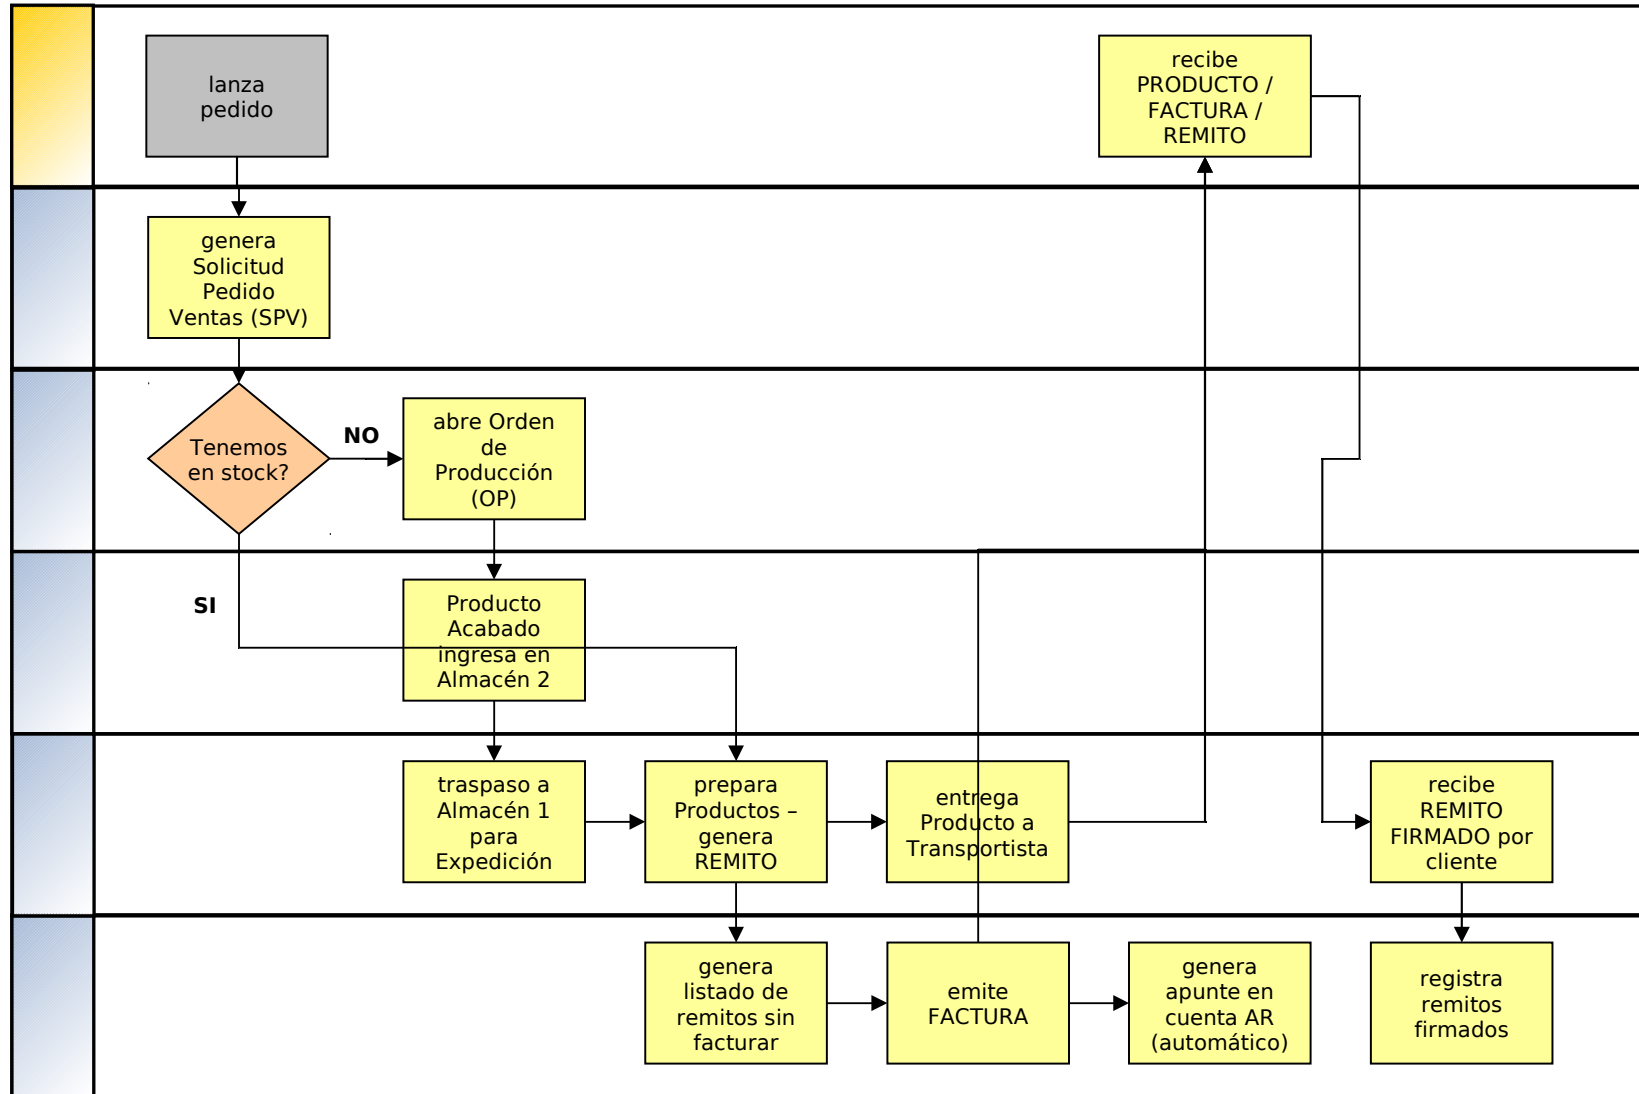 lanza
pedido
recibe
PRODUCTO /
FACTURA /
REMITO
genera
Solicitud
Pedido
Ventas (SPV)
Tenemos
en stock?
NO
abre Orden
de
Producción
(OP)
SI
Producto
Acabado
ingresa en
Almacén 2
traspaso a
Almacén 1
para
Expedición
prepara
Productos –
genera
REMITO
entrega
Producto a
Transportista
recibe
REMITO
FIRMADO por
cliente
genera
listado de
remitos sin
facturar
emite
FACTURA
genera
apunte en
cuenta AR
(automático)
registra
remitos
firmados